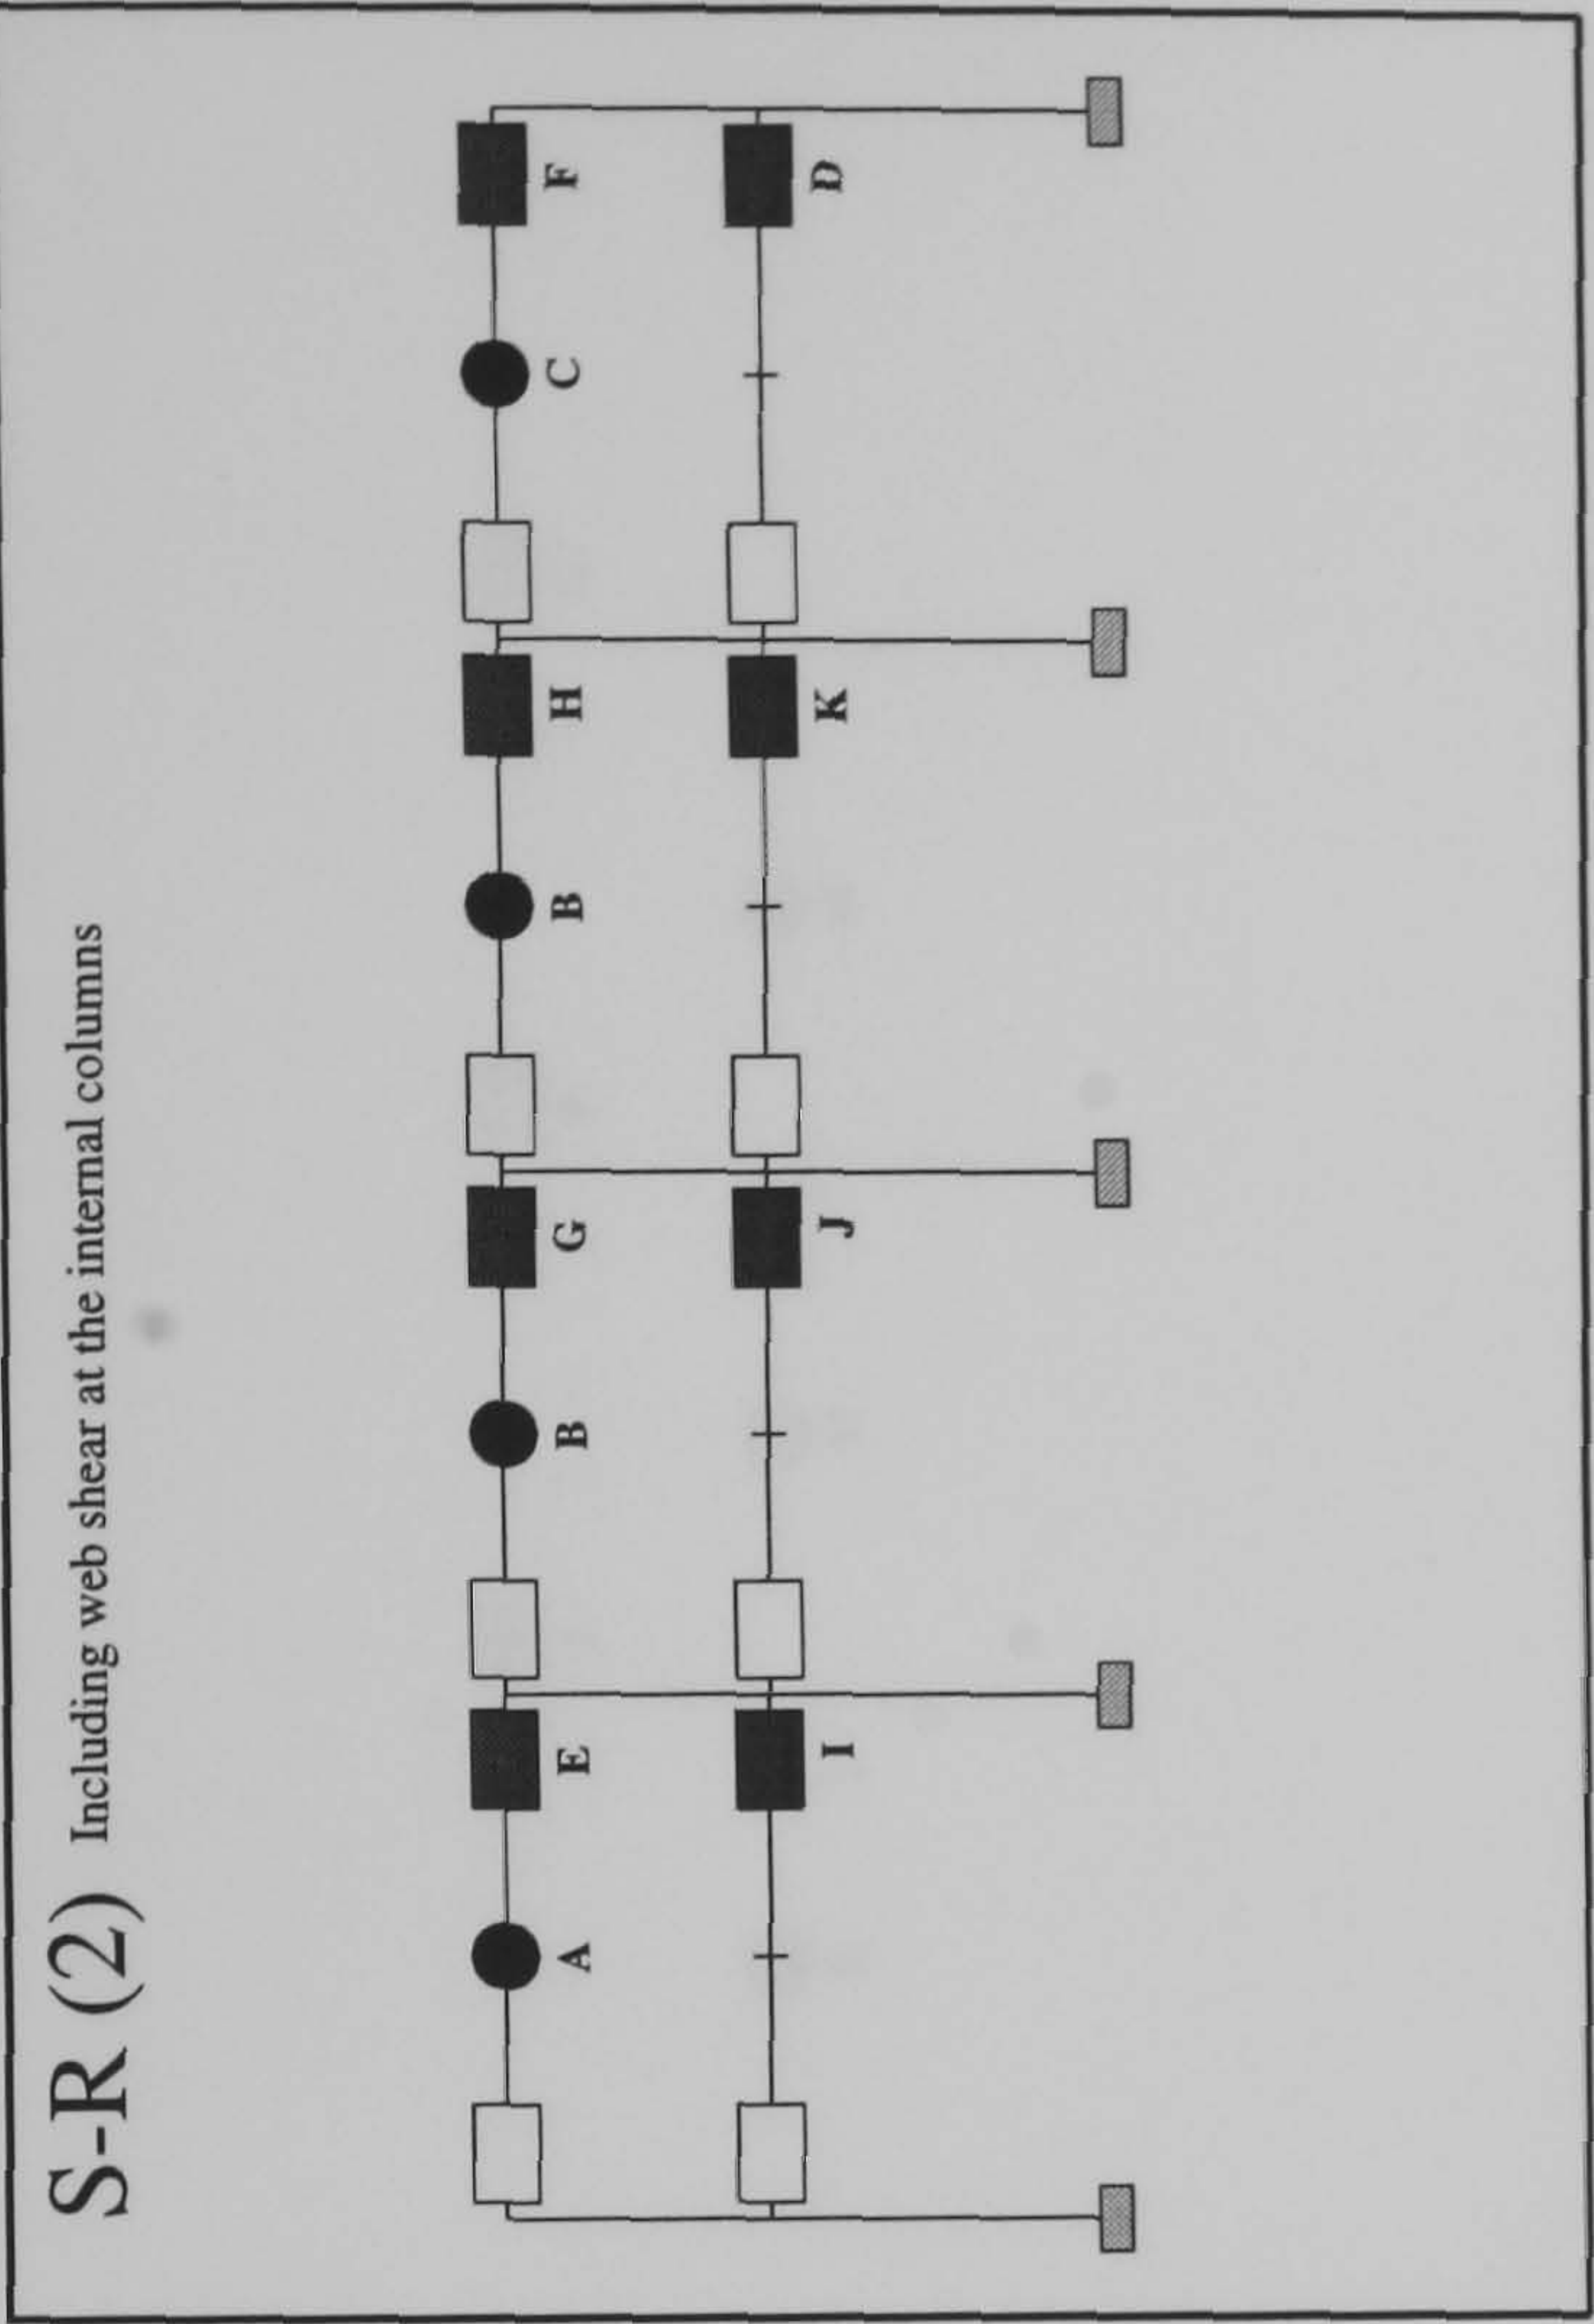 S-R (2) Including web shear at the internal columns
A E B G B H C F
I J K D